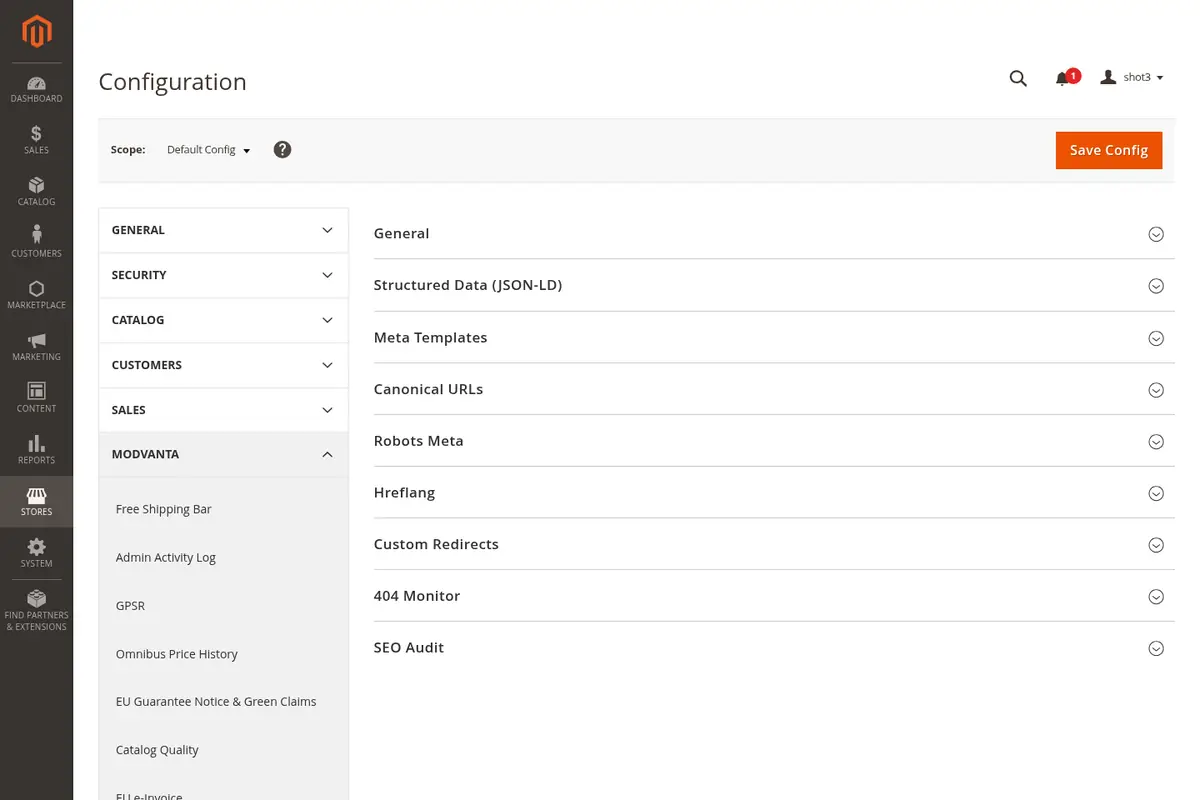 DASHBOARD
SALES
CATALOG
CUSTOMERS
MARKETPLACE
MARKETING
CONTENT
REPORTS
STORES
SYSTEM
FIND PARTNERS
& EXTENSIONS
Configuration
1
shot3
Scope:
Default Config
?
Save Config
GENERAL
SECURITY
CATALOG
CUSTOMERS
SALES
MODVANTA
Free Shipping Bar
Admin Activity Log
GPSR
Omnibus Price History
EU Guarantee Notice & Green Claims
Catalog Quality
EU e-Invoice
General
Structured Data (JSON-LD)
Meta Templates
Canonical URLs
Robots Meta
Hreflang
Custom Redirects
404 Monitor
SEO Audit